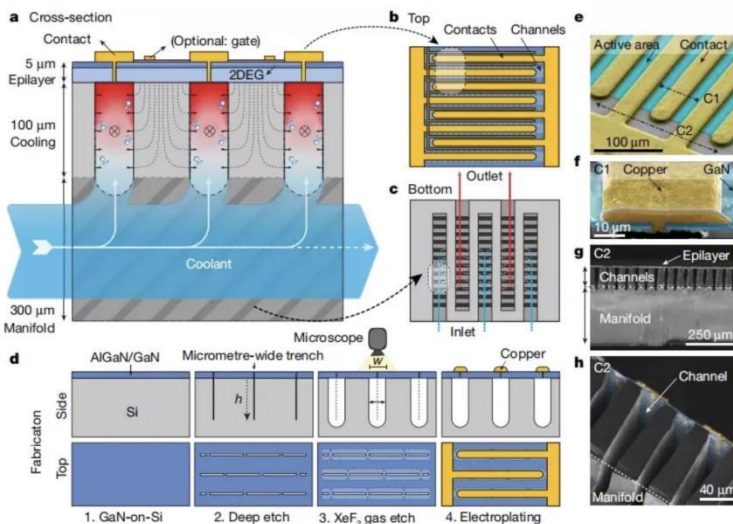 a Cross-section
Contact
(Optional: gate)
5 μm
Epilayer
2DEG
100 μm
Cooling
Coolant
300 μm
Manifold
b Top
Contacts
Channels
Outlet
c Bottom
Inlet
Microscope
W
d
AlGaN/GaN
Micrometre-wide trench
Copper
Fabricaton
Side
Si
h
Top
1. GaN-on-Si
2. Deep etch
3. XeF2 gas etch
4. Electroplating
e
Active area
Contact
C1
C2
100 μm
f
C1
Copper
GaN
10 μm
g C2
Epilayer
Channels
Manifold
250 μm
h
C2
Channel
Manifold
40 μm